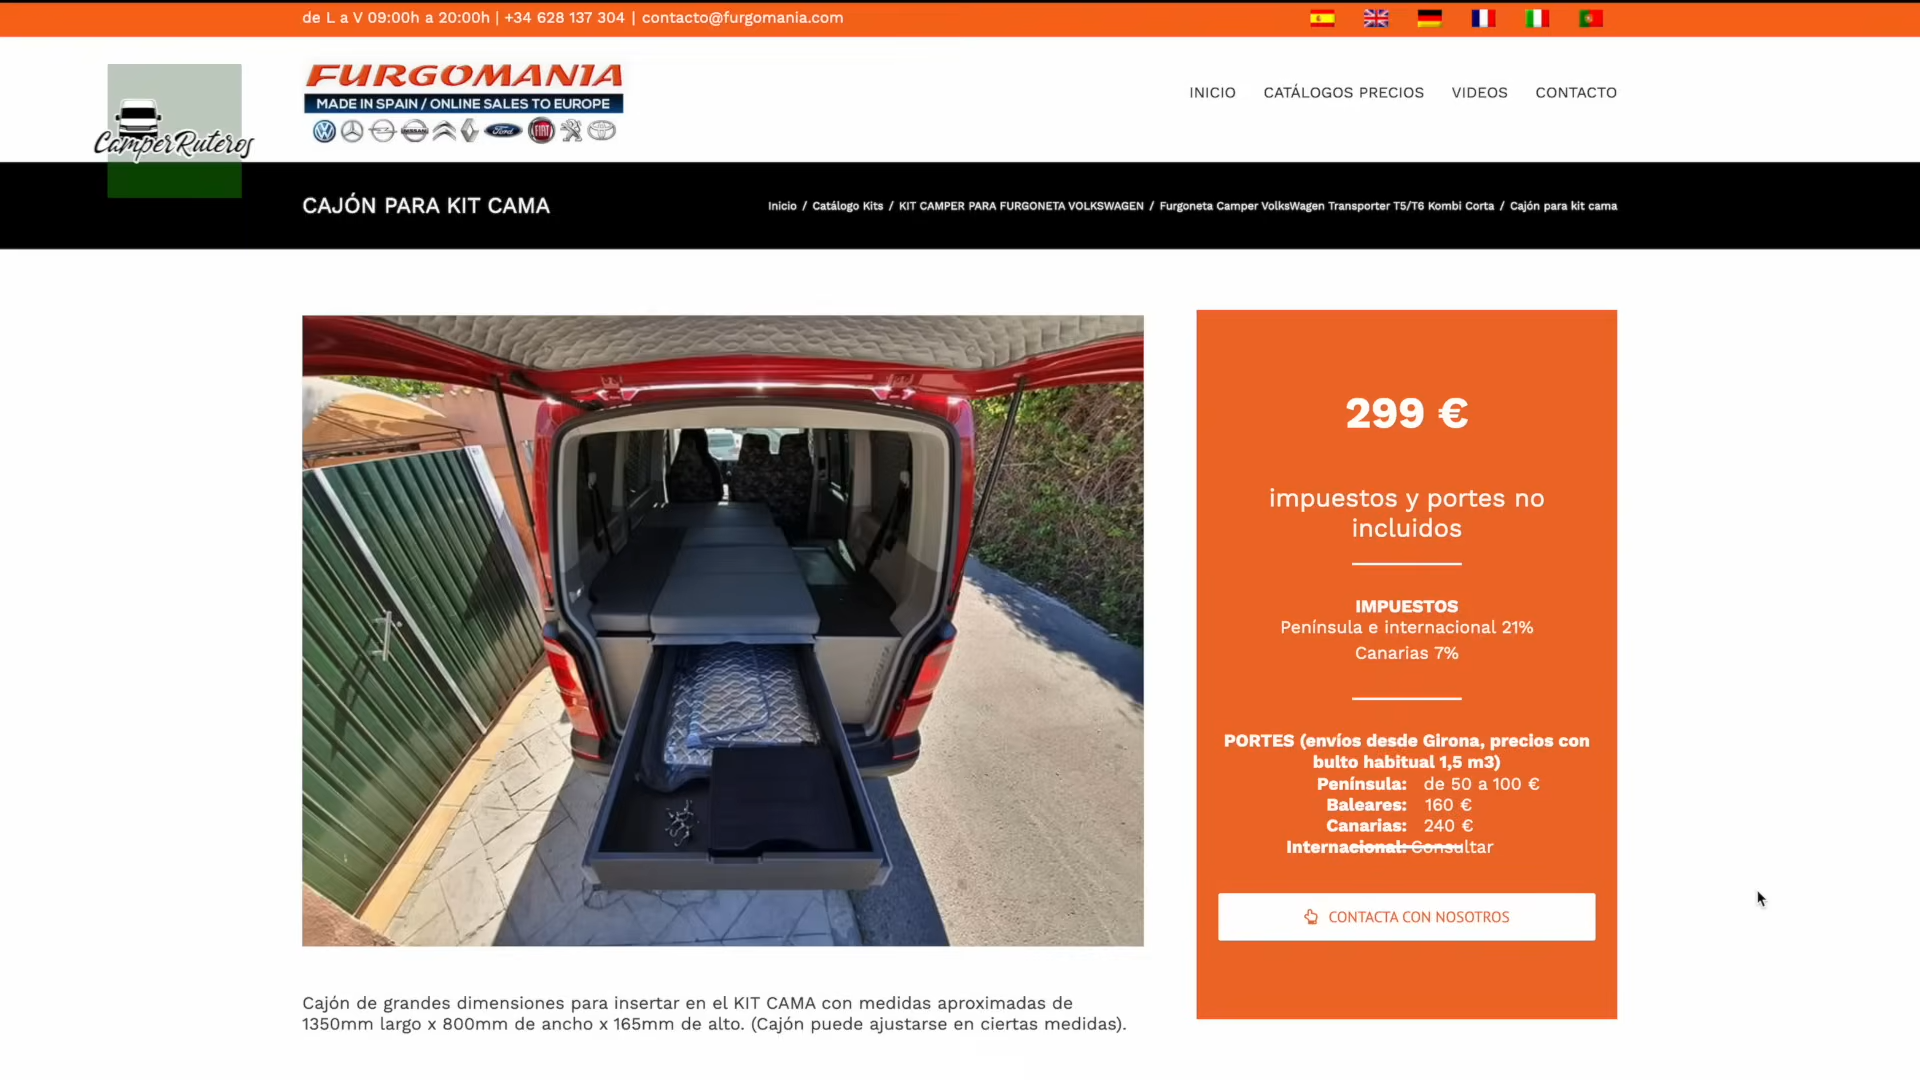 de L a V 09:00h a 20:00h | +34 628 137 304 | contacto@furgomania.com
FURGOMANIA
MADE IN SPAIN / ONLINE SALES TO EUROPE
Ford
FIAT
CamperRuteros
INICIO CATÁLOGOS PRECIOS VIDEOS CONTACTO
CAJÓN PARA KIT CAMA
Inicio / Catálogo Kits / KIT CAMPER PARA FURGONETA VOLKSWAGEN / Furgoneta Camper VolksWagen Transporter T5/T6 Kombi Corta / Cajón para kit cama
299 €
impuestos y portes no
incluidos
IMPUESTOS
Península e internacional 21%
Canarias 7%
PORTES (envíos desde Girona, precios con
bulto habitual 1,5 m3)
Península: de 50 a 100 €
Baleares: 160 €
Canarias: 240 €
Internacional: Consultar
CONTACTA CON NOSOTROS
Cajón de grandes dimensiones para insertar en el KIT CAMA con medidas aproximadas de
1350mm largo x 800mm de ancho x 165mm de alto. (Cajón puede ajustarse en ciertas medidas).